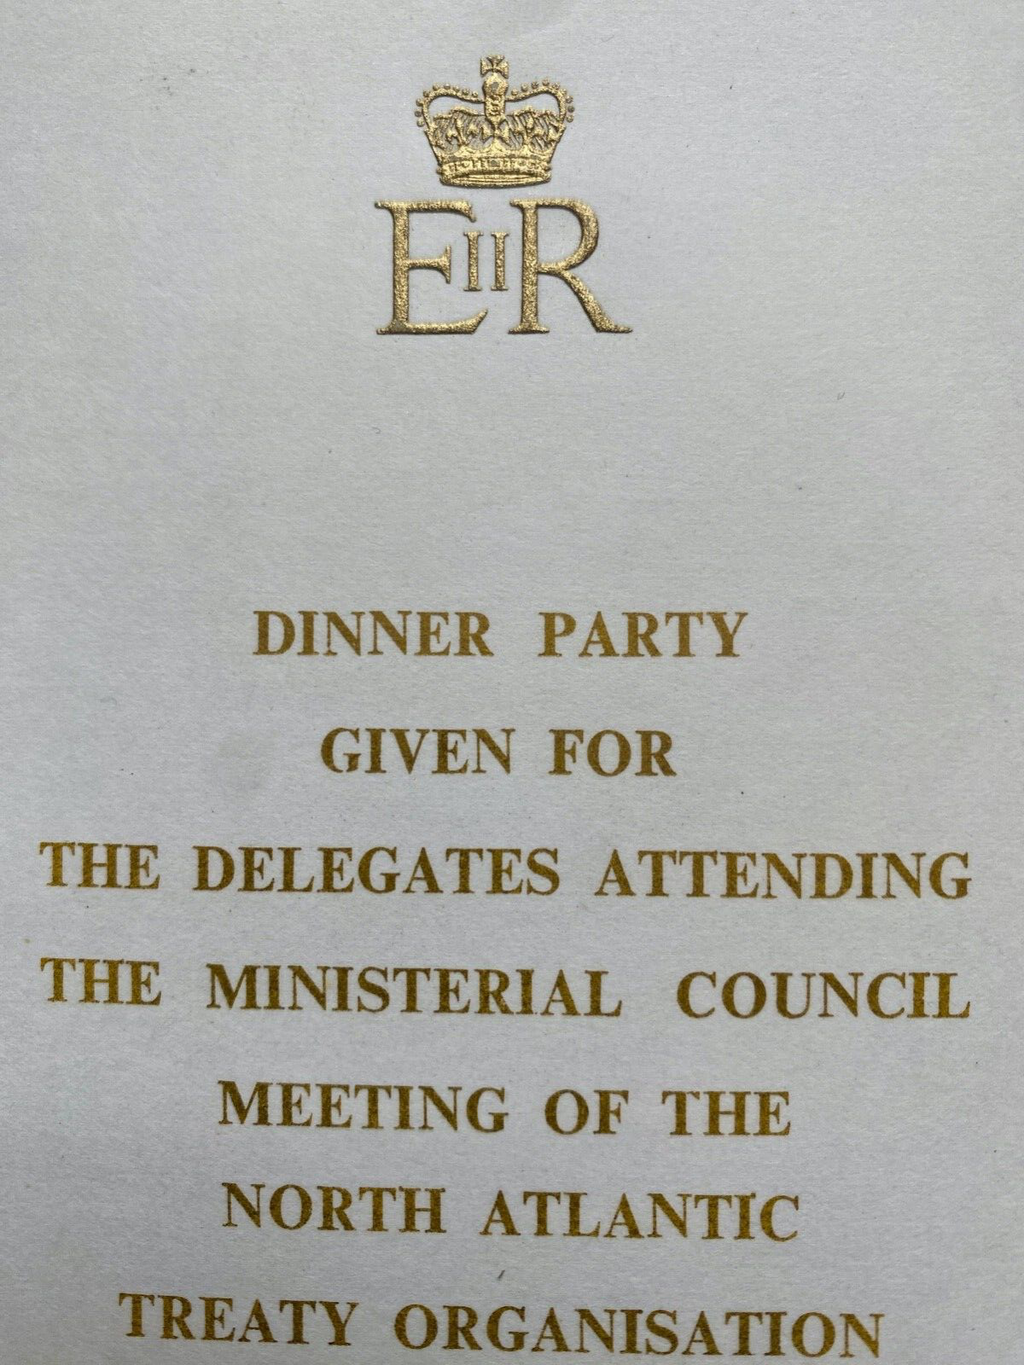 EIIR
DINNER PARTY
GIVEN FOR
THE DELEGATES ATTENDING
THE MINISTERIAL COUNCIL
MEETING OF THE
NORTH ATLANTIC
TREATY ORGANISATION